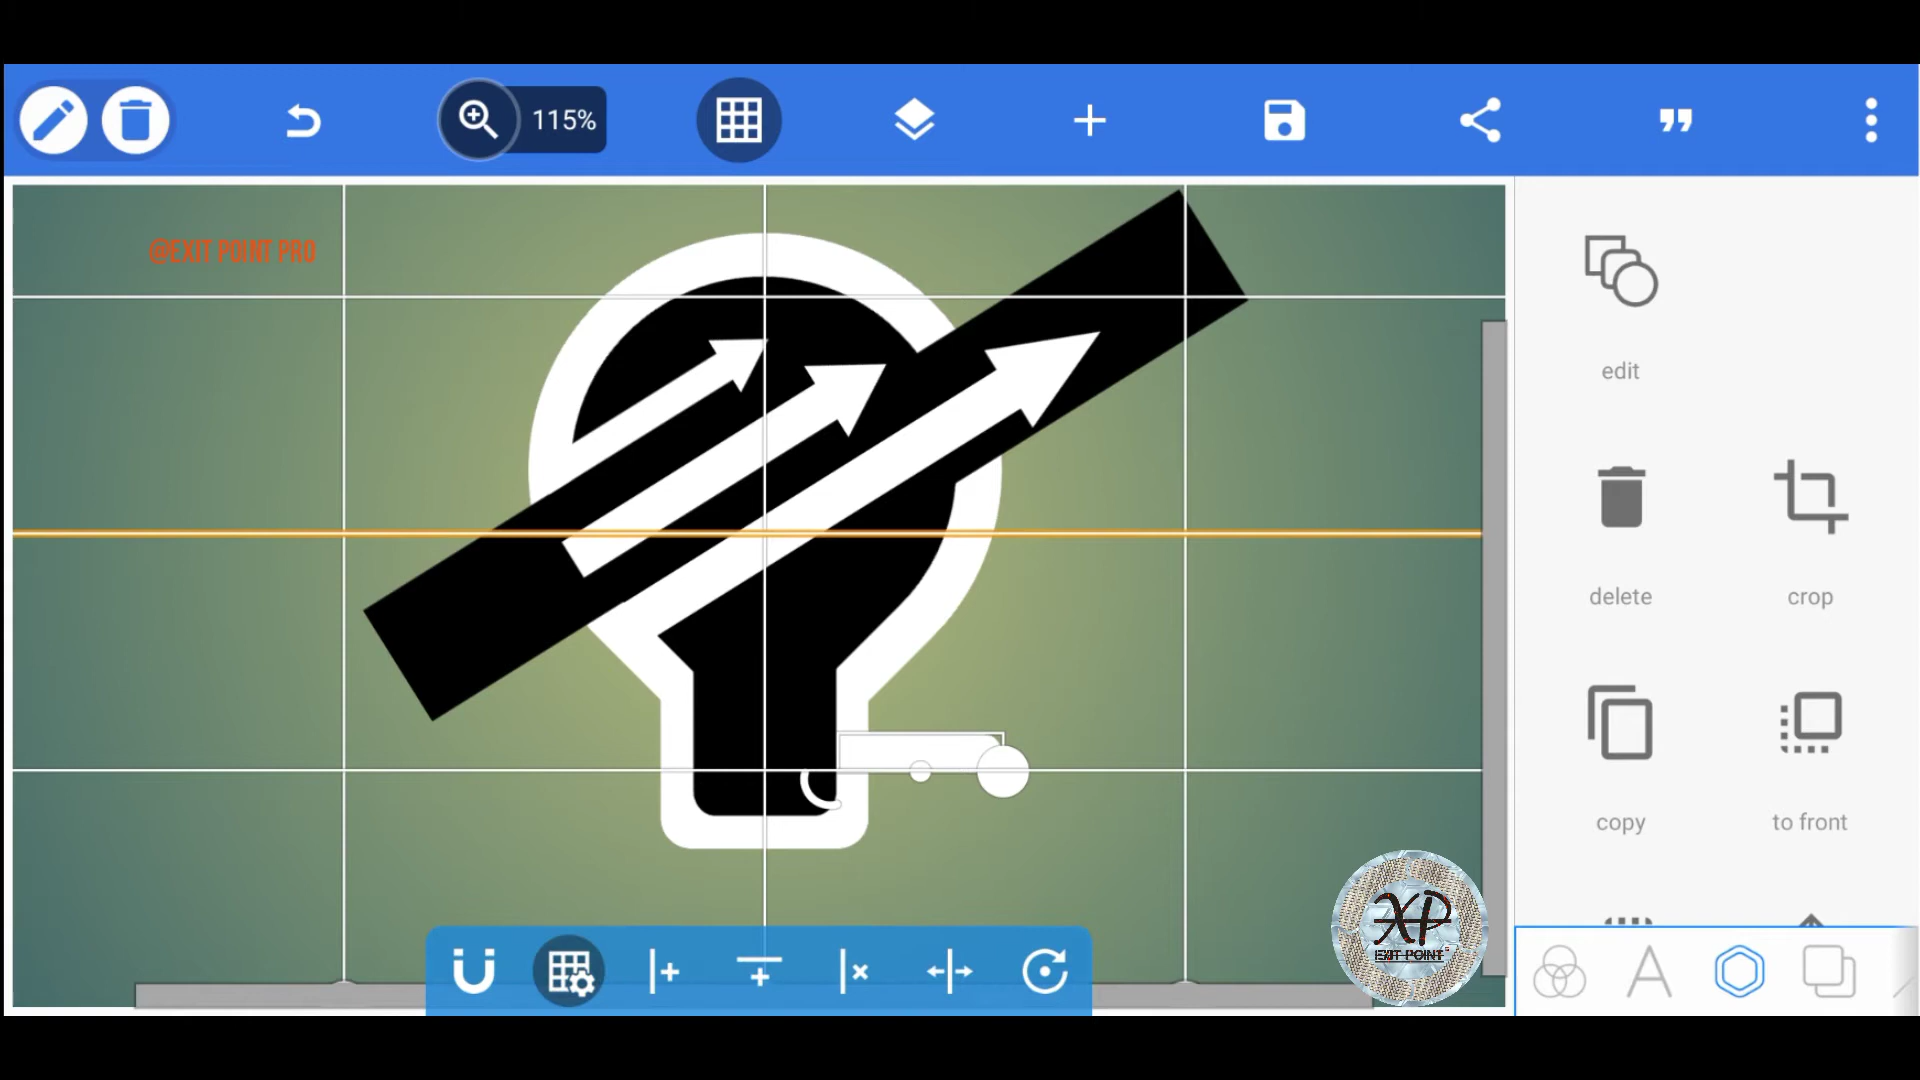 115%
@EXIT POINT PRO
edit
delete
crop
copy
to front
XP
EXIT POINT
A